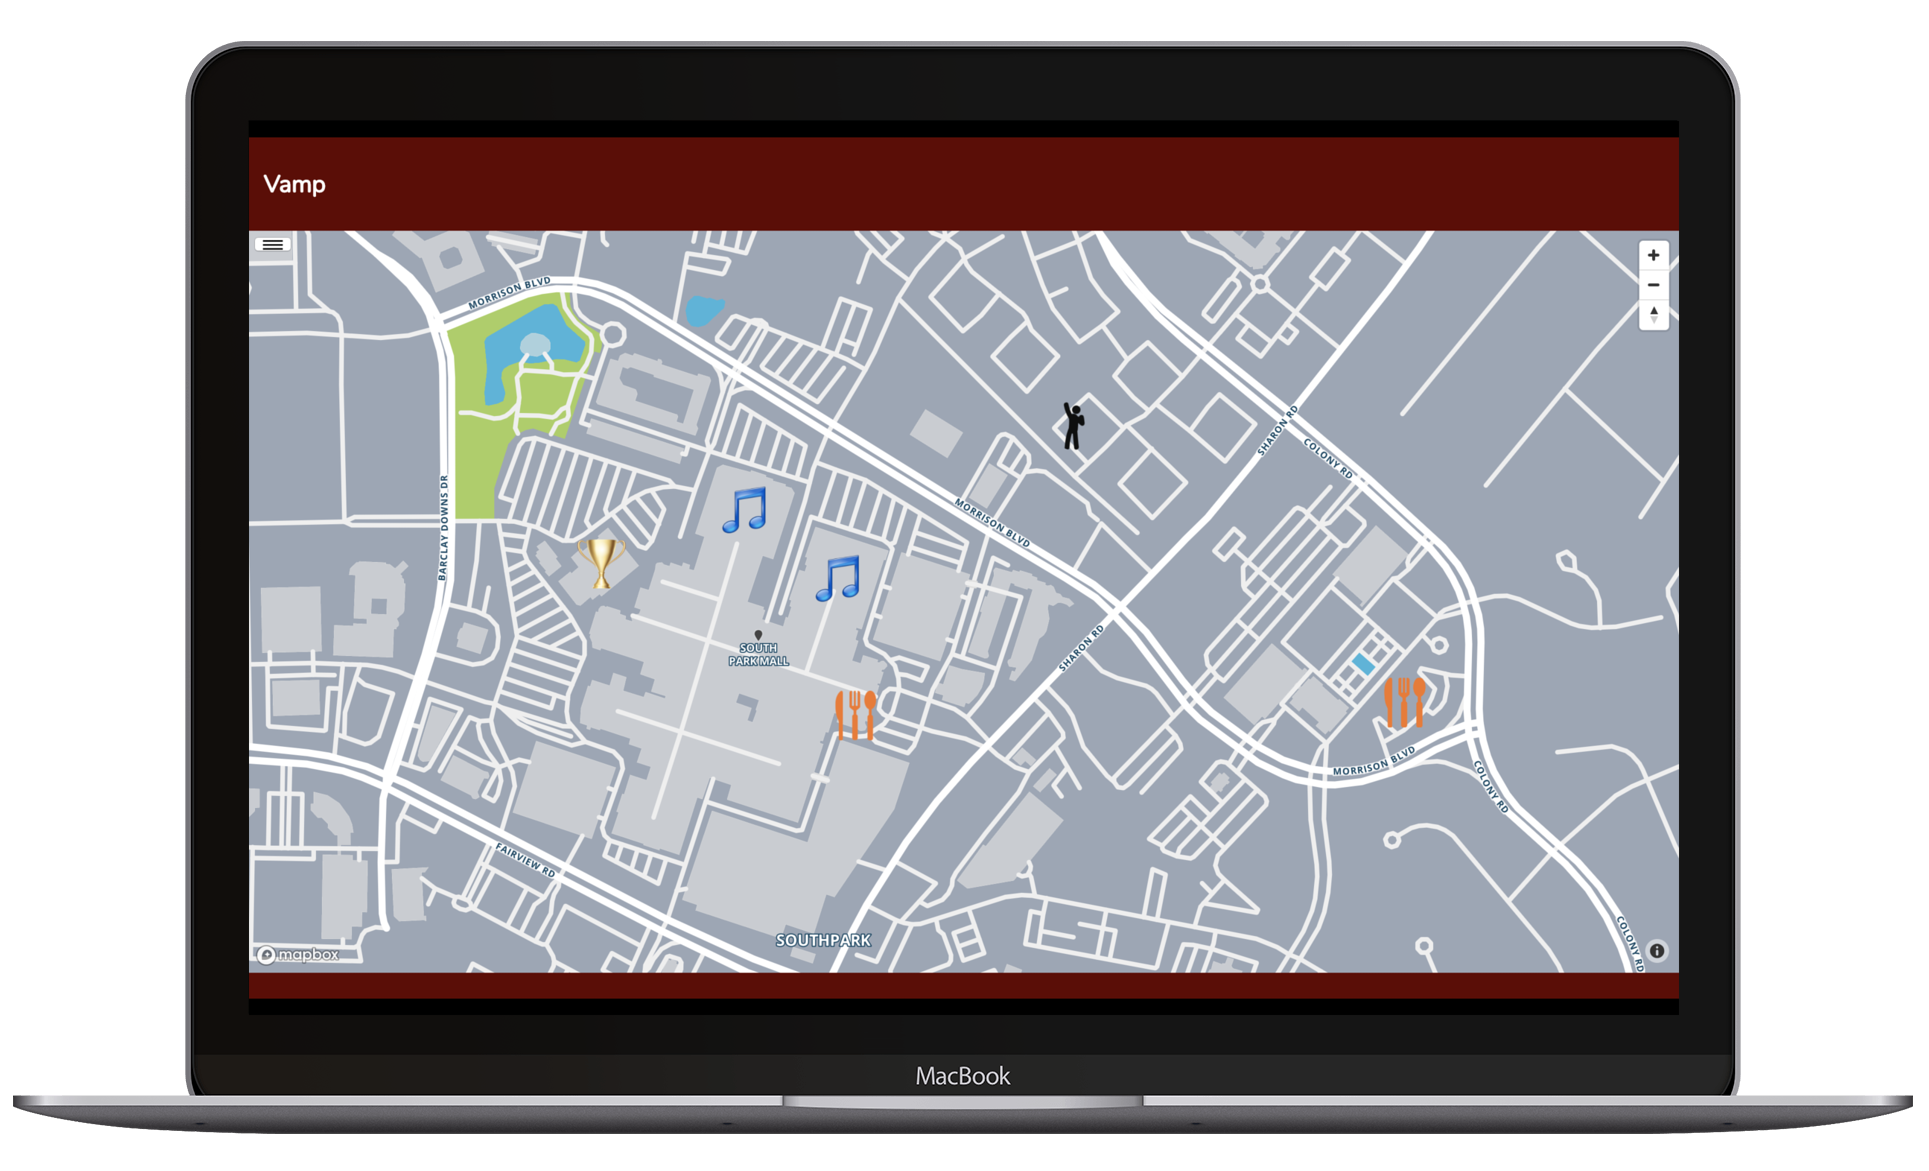 Vamp
MORRISON BLVD
SHARON RD
COLONY RD
BARCLAY DOWNS DR
MORRISON BLVD
SOUTH
PARK MALL
SHARON RD
MORRISON BLVD
COLONY RD
FAIRVIEW RD
SOUTHPARK
COLONY RD
mapbox
MacBook